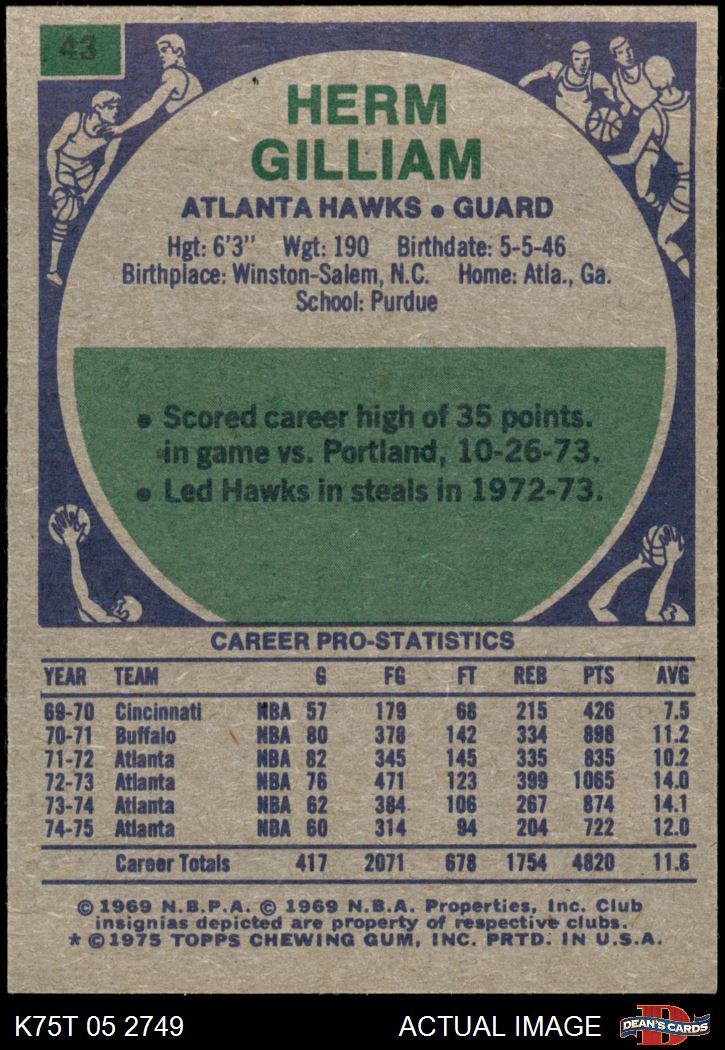 43
HERM
GILLIAM
ATLANTA HAWKS • GUARD
Hgt: 6'3" Wgt: 190 Birthdate: 5-5-46
Birthplace: Winston-Salem, N.C. Home: Atla., Ga.
School: Purdue
• Scored career high of 35 points.
in game vs. Portland, 10-26-73.
• Led Hawks in steals in 1972-73.
CAREER PRO-STATISTICS
YEAR TEAM G FG FT REB PTS AVG
69-70 Cincinnati NBA 57 179 68 215 426 7.5
70-71 Buffalo NBA 80 378 142 334 898 11.2
71-72 Atlanta NBA 82 345 145 335 835 10.2
72-73 Atlanta NBA 76 471 123 399 1065 14.0
73-74 Atlanta NBA 62 384 106 267 874 14.1
74-75 Atlanta NBA 60 314 94 204 722 12.0
Career Totals 417 2071 678 1754 4820 11.6
© 1969 N.B.P.A. © 1969 N.B.A. Properties, Inc. Club
insignias depicted are property of respective clubs.
* © 1975 TOPPS CHEWING GUM, INC. PRTD. IN U.S.A.
K75T 05 2749 ACTUAL IMAGE D DEAN'S CARDS